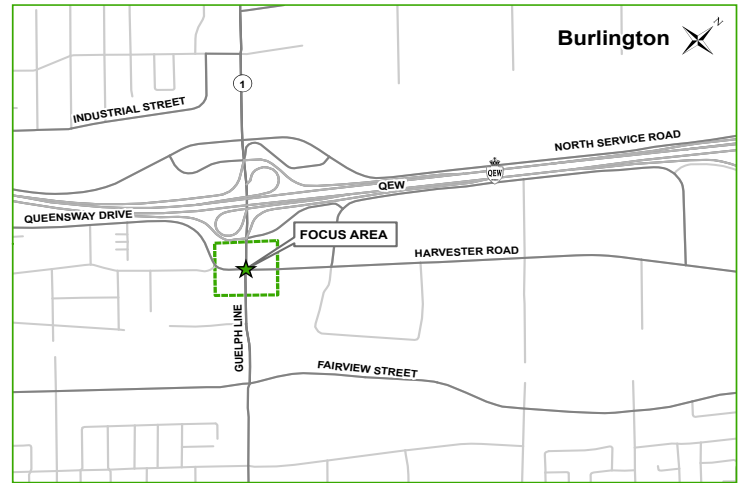 Burlington
N
1
INDUSTRIAL STREET
NORTH SERVICE ROAD
QEW
QEW
QUEENSWAY DRIVE
FOCUS AREA
HARVESTER ROAD
GUELPH LINE
FAIRVIEW STREET